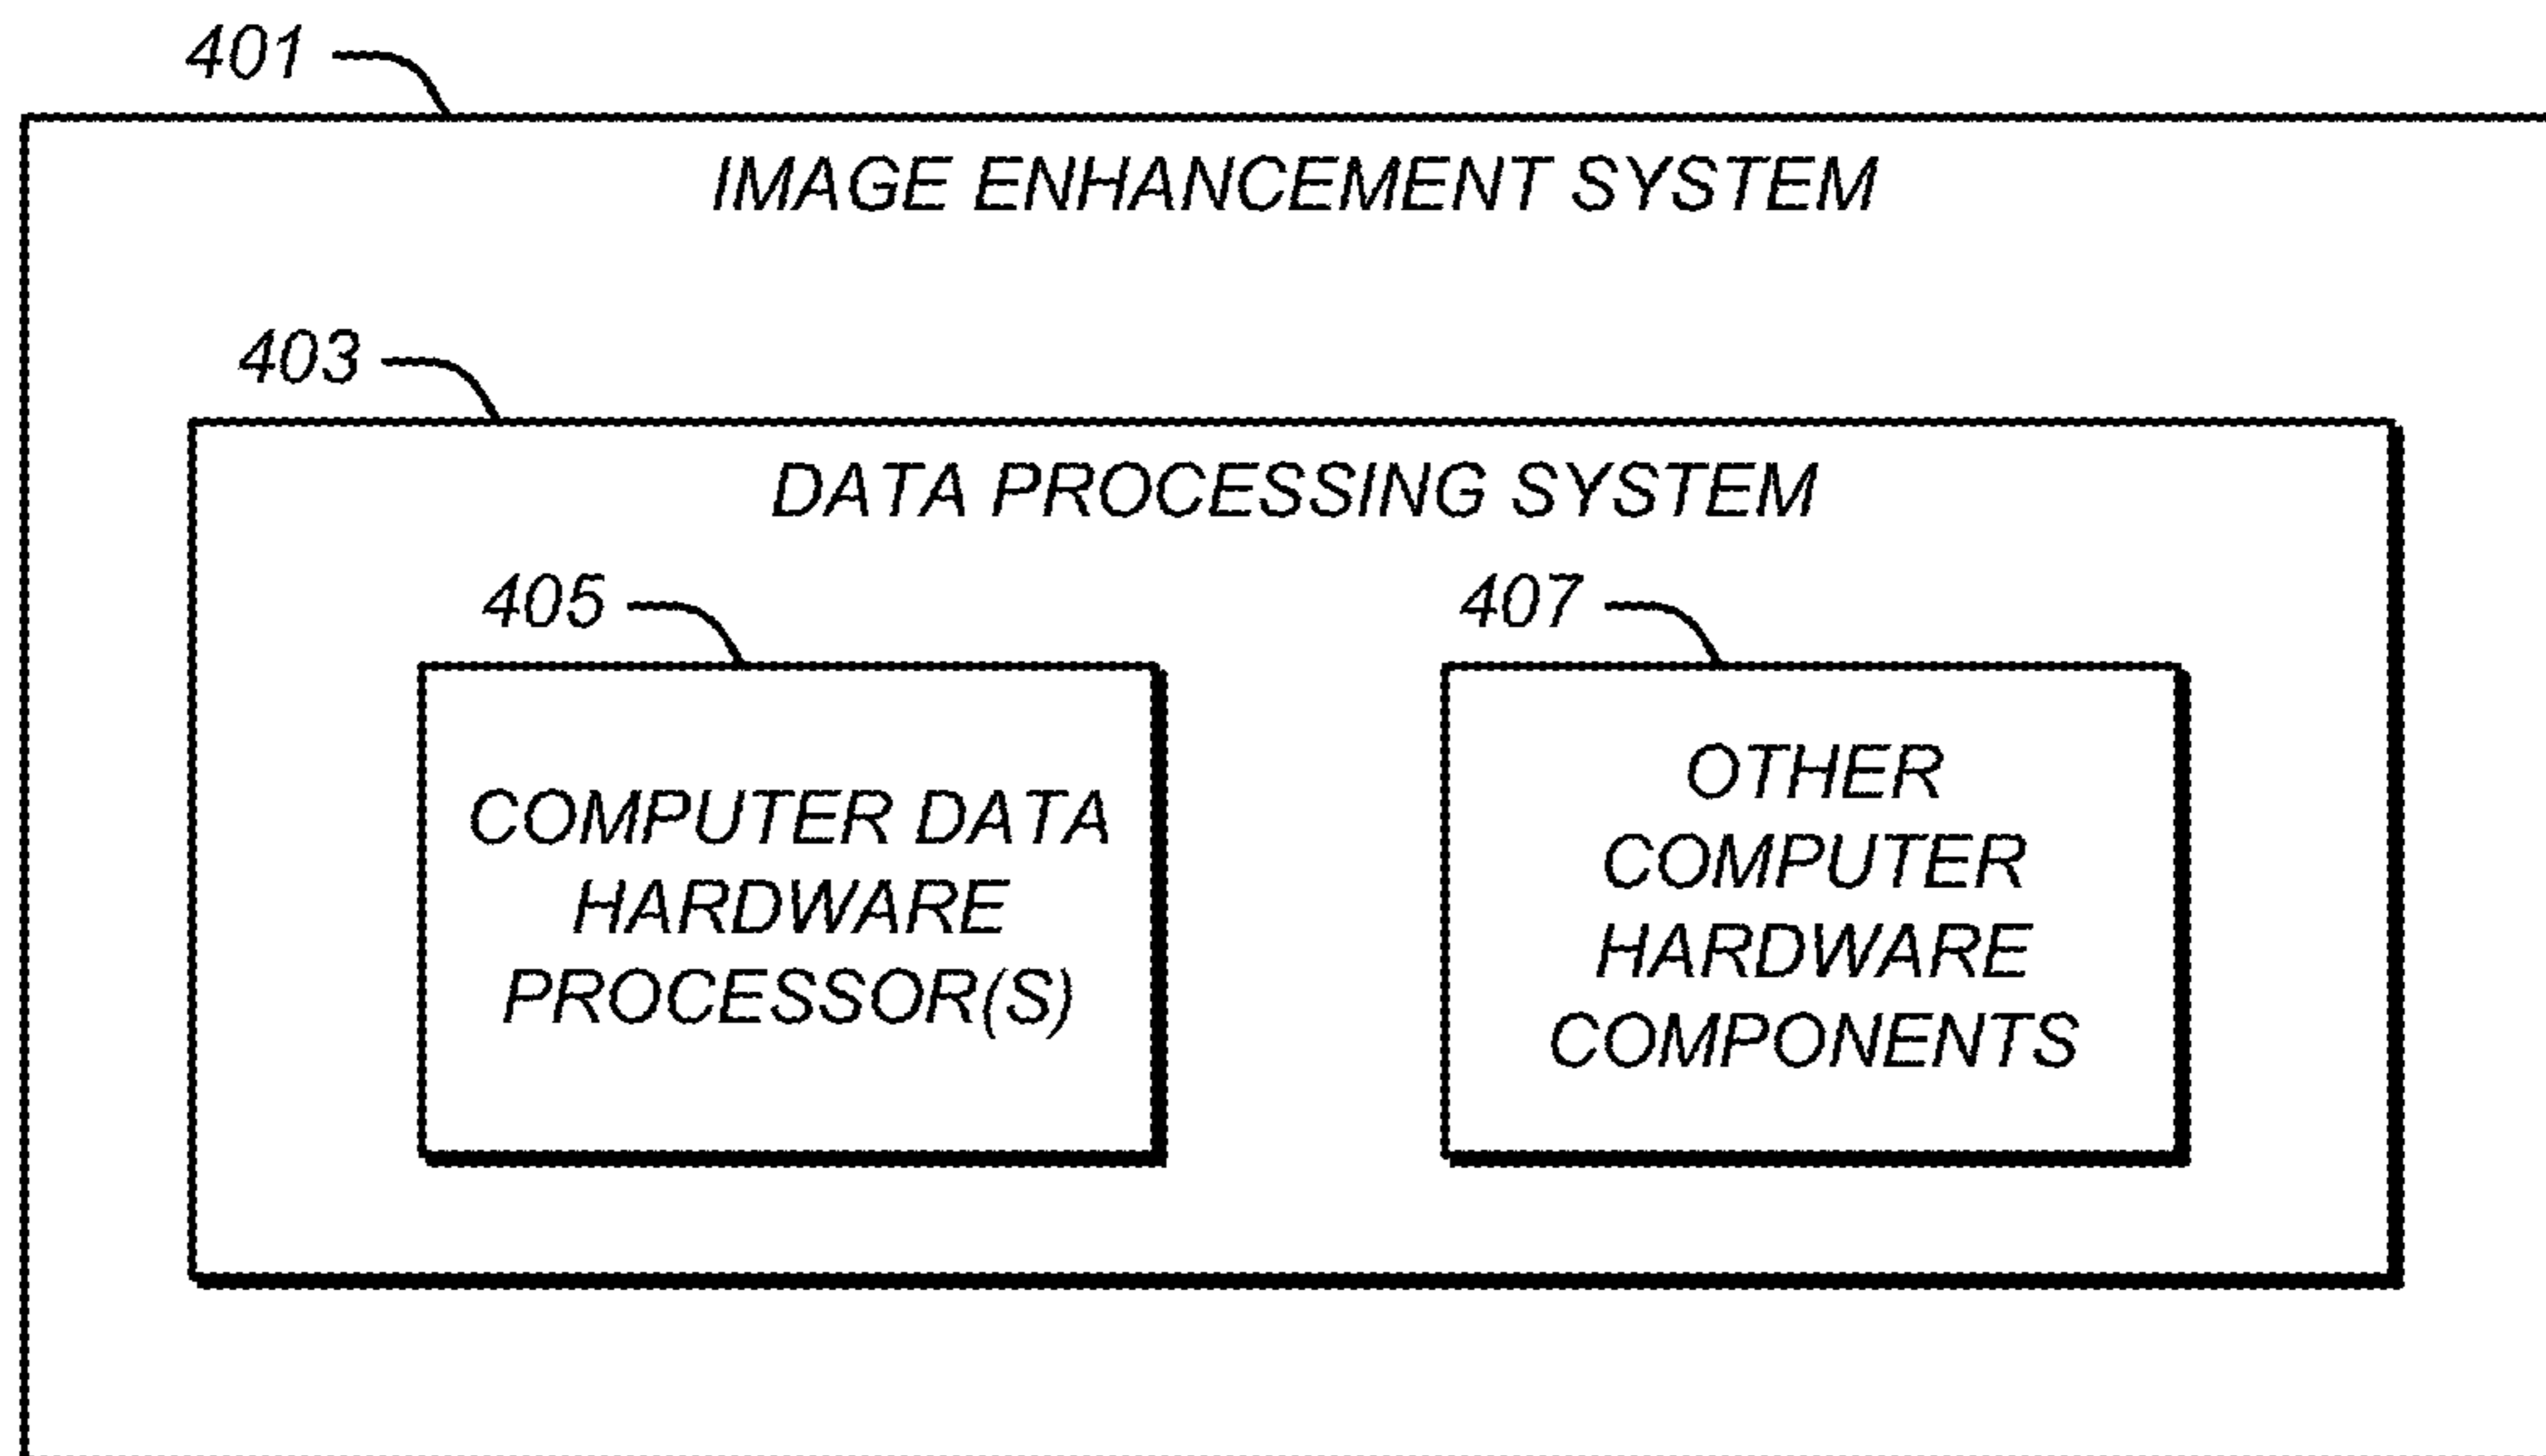 401
IMAGE ENHANCEMENT SYSTEM
403
DATA PROCESSING SYSTEM
405
407
COMPUTER DATA
HARDWARE
PROCESSOR(S)
OTHER
COMPUTER
HARDWARE
COMPONENTS